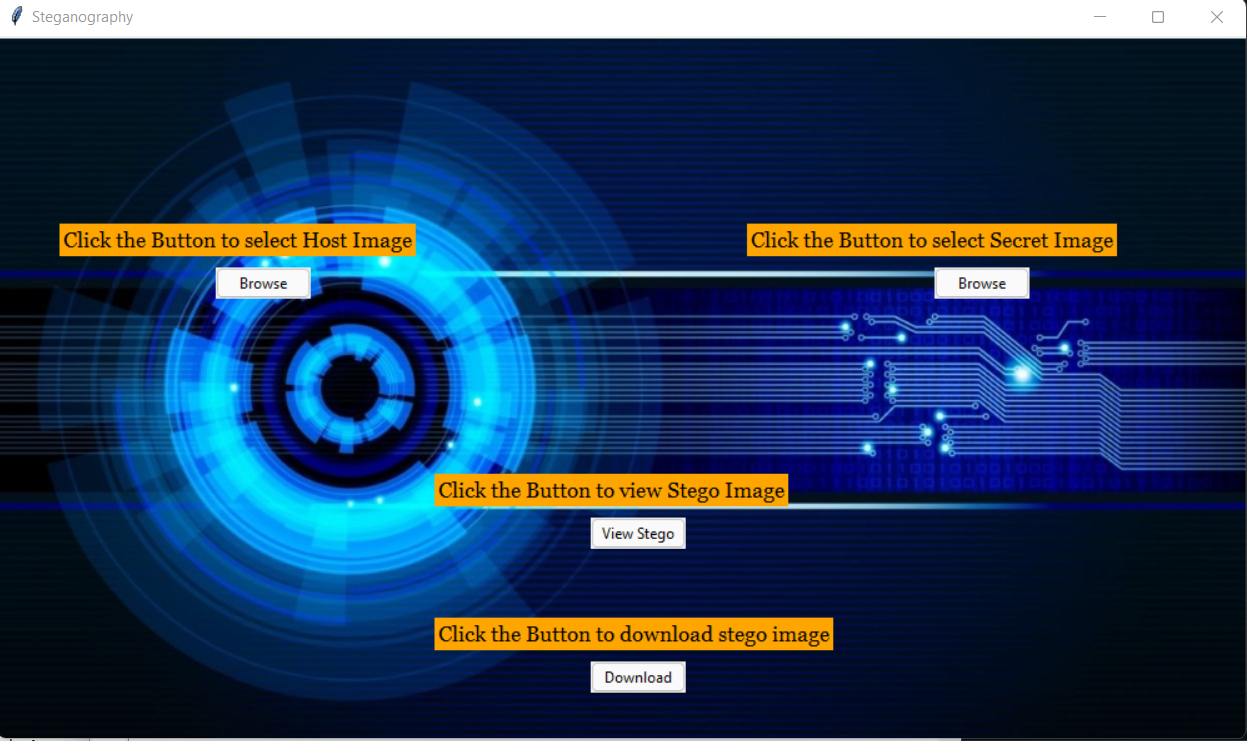 Steganography
Click the Button to select Host Image
Click the Button to select Secret Image
Browse
Browse
Click the Button to view Stego Image
View Stego
Click the Button to download stego image
Download